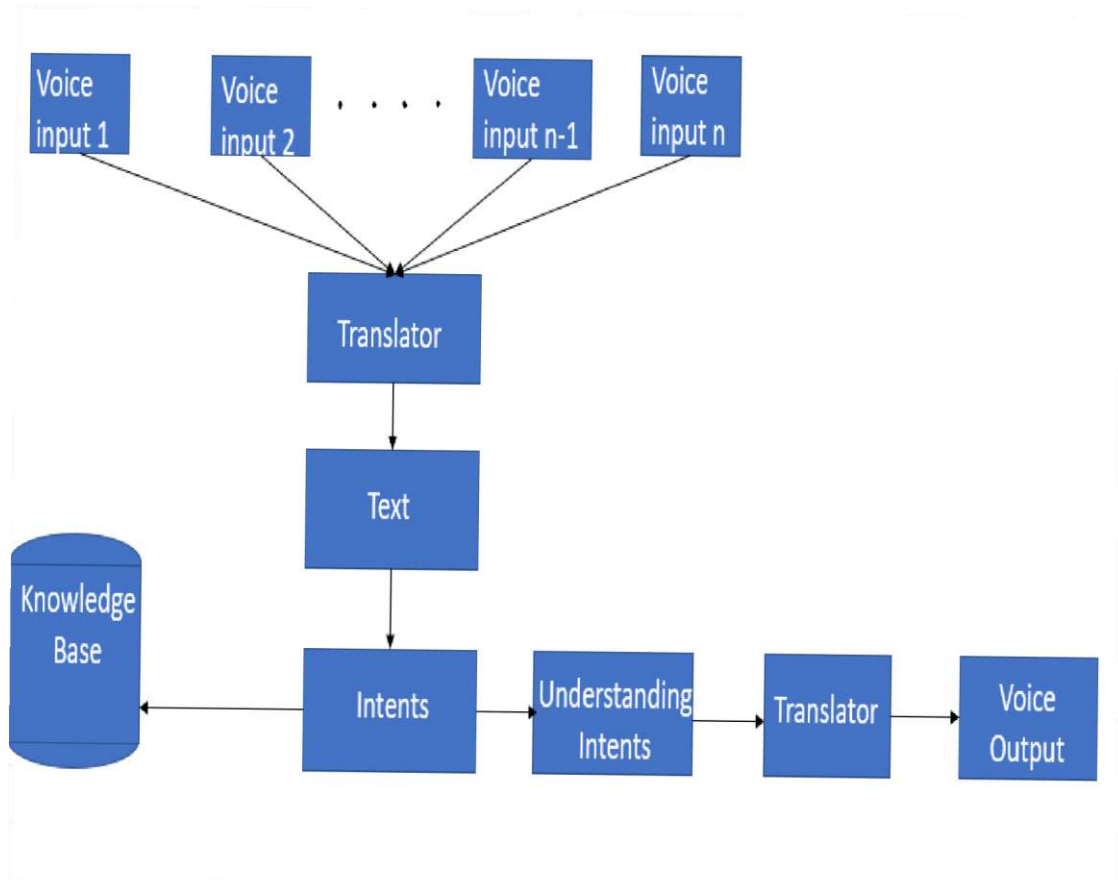 Voice
input 1
Voice
input 2
Voice
input n-1
Voice
input n
Translator
Text
Knowledge
Base
Intents
Understanding
Intents
Translator
Voice
Output